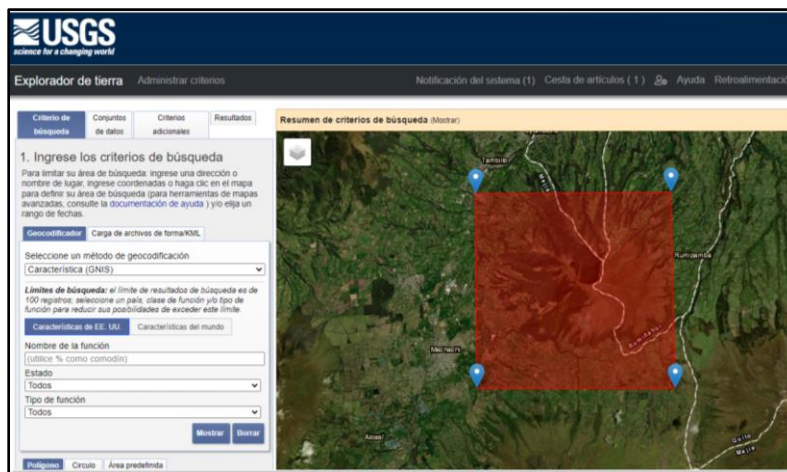 USGS
science for a changing world
Explorador de tierra
Administrar criterios
Notificación del sistema (1)
Cesta de artículos ( 1 )
Ayuda
Retroalimentació
Criterio de
búsqueda
Conjuntos
de datos
Criterios
adicionales
Resultados
1. Ingrese los criterios de búsqueda
Para limitar su área de búsqueda: ingrese una dirección o
nombre de lugar, ingrese coordenadas o haga clic en el mapa
para definir su área de búsqueda (para herramientas de mapas
avanzadas, consulte la documentación de ayuda ) y/o elija un
rango de fechas.
Geocodificador
Carga de archivos de forma/KML
Seleccione un método de geocodificación
Característica (GNIS)
Límites de búsqueda: el límite de resultados de búsqueda es de
100 registros; seleccione un país, clase de función y/o tipo de
función para reducir sus posibilidades de exceder este límite.
Características de EE. UU.
Características del mundo
Nombre de la función
(utilice % como comodín)
Estado
Todos
Tipo de función
Todos
Mostrar
Borrar
Polígono
Circulo
Área predefinida
Resumen de criterios de búsqueda (Mostrar)
Tambillo
Mejía
Rumipamba
Rumiñahui
Machachi
Aloasí
Quito
Mejía